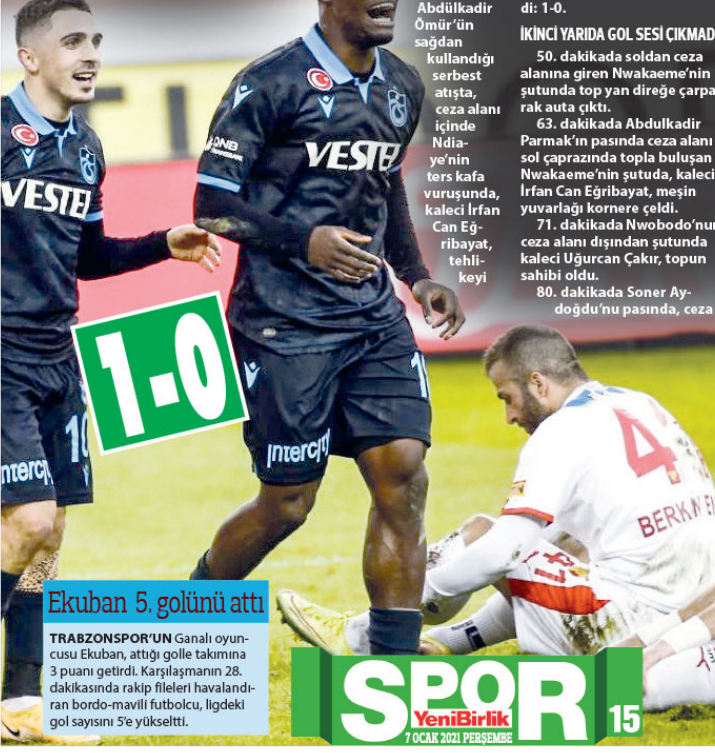 Abdülkadir
Ömür'ün
sağdan
kullandığı
serbest
atışta,
ceza alanı
içinde
Ndia-
ye'nin
ters kafa
vuruşunda,
kaleci İrfan
Can Eğ-
ribayat,
tehli-
keyi
di: 1-0.
İKİNCİ YARIDA GOL SESİ ÇIKMAD
50. dakikada soldan ceza
alanına giren Nwakaeme'nin
şutunda top yan direğe çarpa
rak auta çıktı.
63. dakikada Abdulkadir
Parmak'ın pasında ceza alanı
sol çaprazında topla buluşan
Nwakaeme'nin şutuda, kaleci
İrfan Can Eğribayat, meşin
yuvarlağı kornere çeldi.
71. dakikada Nwobodo'nun
ceza alanı dışından şutunda
kaleci Uğurcan Çakır, topun
sahibi oldu.
80. dakikada Soner Ay-
doğdu'nu pasında, ceza
DNB
VESTEL
VESTEL
1-0
10
1
intercity
intercity
4
BERKAN E
Ekuban 5. golünü attı
TRABZONSPOR'UN Ganalı oyun-
cusu Ekuban, attığı golle takımına
3 puanı getirdi. Karşılaşmanın 28.
dakikasında rakip fileleri havalandı-
ran bordo-mavili futbolcu, ligdeki
gol sayısını 5'e yükseltti.
SPOR
YeniBirlik
7 OCAK 2021 PERŞEMBE
15